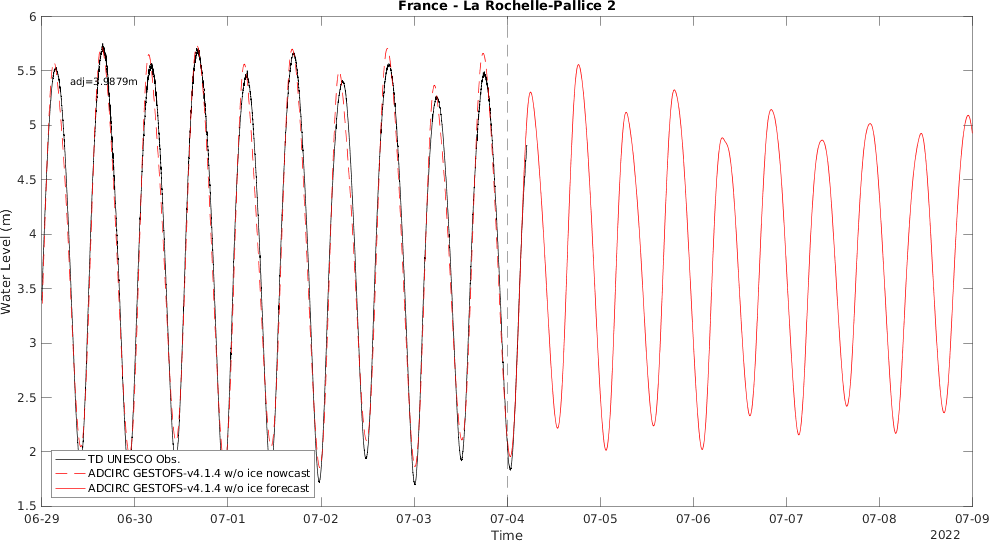 France - La Rochelle-Pallice 2
6
5.5
5
4.5
4
3.5
3
2.5
2
1.5
Water Level (m)
adj=3.9879m
TD UNESCO Obs.
ADCIRC GESTOFS-v4.1.4 w/o ice nowcast
ADCIRC GESTOFS-v4.1.4 w/o ice forecast
06-29 06-30 07-01 07-02 07-03 07-04 07-05 07-06 07-07 07-08 07-09
Time
2022